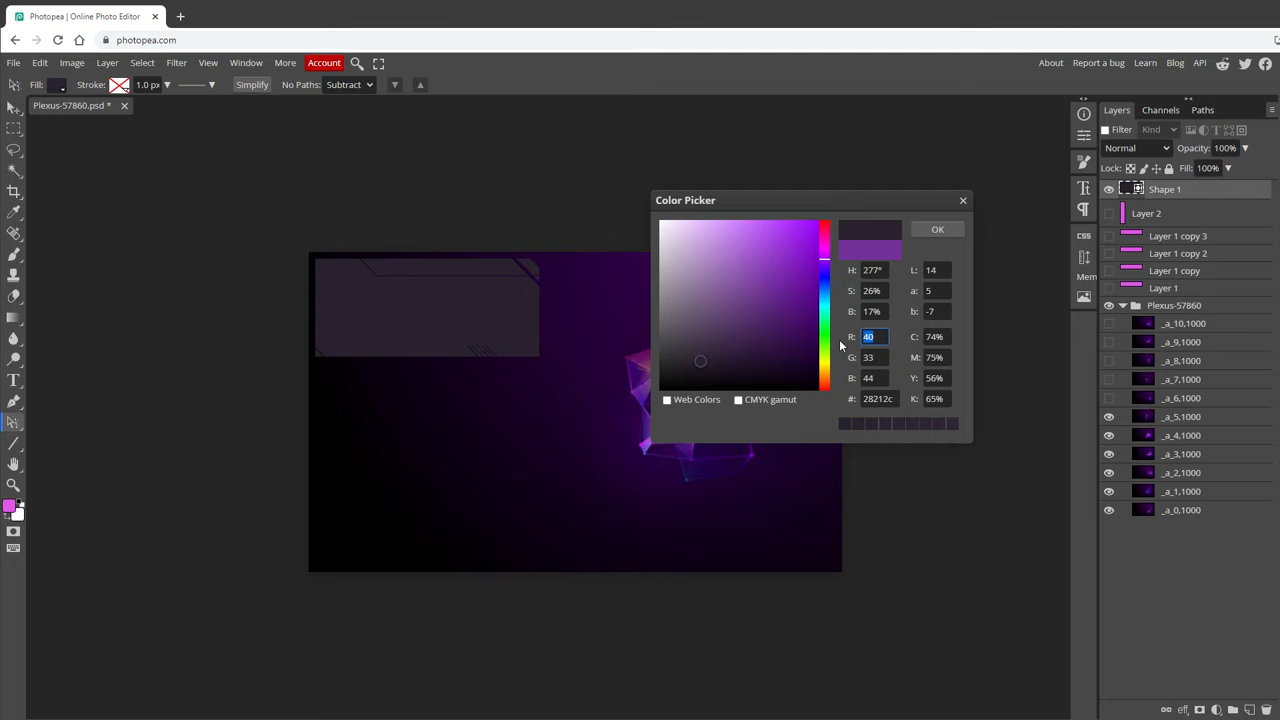 Photopea | Online Photo Editor
photopea.com
File Edit Image Layer Select Filter View Window More Account About Report a bug Learn Blog API
Fill: Stroke: 1.0 px Simplify No Paths: Subtract
Plexus-57860.psd *
Layers Channels Paths
Filter Kind
Normal Opacity: 100%
Lock: Fill: 100%
Shape 1
Layer 2
CSS
Layer 1 copy 3
Layer 1 copy 2
Layer 1 copy
Mem
Layer 1
Plexus-57860
_a_10,1000
_a_9,1000
_a_8,1000
_a_7,1000
_a_6,1000
_a_5,1000
_a_4,1000
_a_3,1000
_a_2,1000
_a_1,1000
_a_0,1000
Color Picker
OK
H: 277° L: 14
S: 26% a: 5
B: 17% b: -7
R: 40 C: 74%
G: 33 M: 75%
B: 44 Y: 56%
#: 28212c K: 65%
Web Colors CMYK gamut
eff